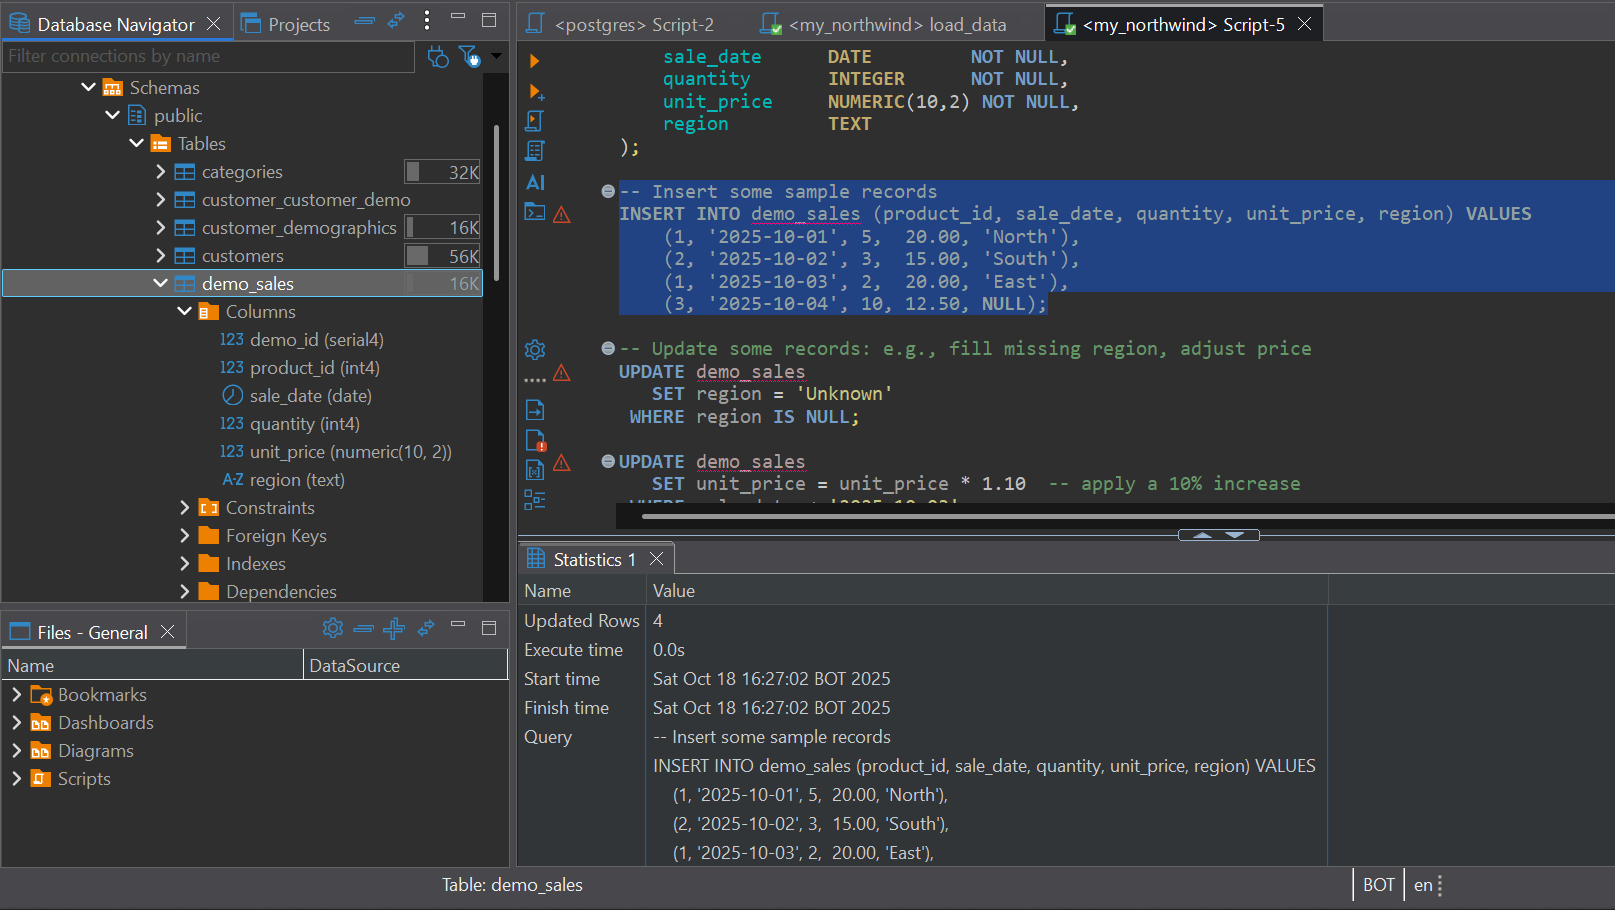 Database Navigator
Projects
Filter connections by name
Schemas
public
Tables
categories 32K
customer_customer_demo
customer_demographics 16K
customers 56K
demo_sales 16K
Columns
123 demo_id (serial4)
123 product_id (int4)
sale_date (date)
123 quantity (int4)
123 unit_price (numeric(10, 2))
A-Z region (text)
Constraints
Foreign Keys
Indexes
Dependencies
Files - General
Name DataSource
Bookmarks
Dashboards
Diagrams
Scripts
<postgres> Script-2
<my_northwind> load_data
<my_northwind> Script-5
AI
sale_date DATE NOT NULL,
quantity INTEGER NOT NULL,
unit_price NUMERIC(10,2) NOT NULL,
region TEXT
);
-- Insert some sample records
INSERT INTO demo_sales (product_id, sale_date, quantity, unit_price, region) VALUES
(1, '2025-10-01', 5, 20.00, 'North'),
(2, '2025-10-02', 3, 15.00, 'South'),
(1, '2025-10-03', 2, 20.00, 'East'),
(3, '2025-10-04', 10, 12.50, NULL);
-- Update some records: e.g., fill missing region, adjust price
UPDATE demo_sales
SET region = 'Unknown'
WHERE region IS NULL;
UPDATE demo_sales
SET unit_price = unit_price * 1.10 -- apply a 10% increase
Statistics 1
Name Value
Updated Rows 4
Execute time 0.0s
Start time Sat Oct 18 16:27:02 BOT 2025
Finish time Sat Oct 18 16:27:02 BOT 2025
Query -- Insert some sample records
INSERT INTO demo_sales (product_id, sale_date, quantity, unit_price, region) VALUES
(1, '2025-10-01', 5, 20.00, 'North'),
(2, '2025-10-02', 3, 15.00, 'South'),
(1, '2025-10-03', 2, 20.00, 'East'),
Table: demo_sales
BOT
en